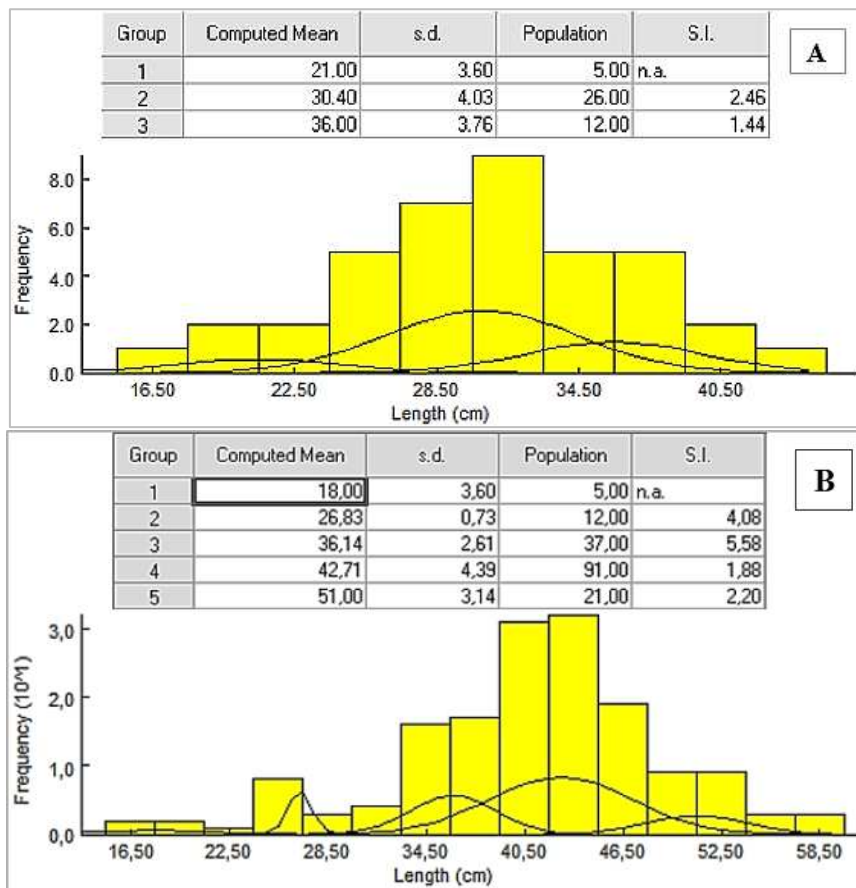 Group Computed Mean s.d. Population S.I.
1 21.00 3.60 5.00 n.a.
2 30.40 4.03 26.00 2.46
3 36.00 3.76 12.00 1.44
A
8.0
6.0
4.0
2.0
0.0
Frequency
16.50 22.50 28.50 34.50 40.50
Length (cm)
Group Computed Mean s.d. Population S.I.
1 18,00 3,60 5,00 n.a.
2 26,83 0,73 12,00 4,08
3 36,14 2,61 37,00 5,58
4 42,71 4,39 91,00 1,88
5 51,00 3,14 21,00 2,20
B
3,0
2,0
1,0
0,0
Frequency (10^1)
16,50 22,50 28,50 34,50 40,50 46,50 52,50 58,50
Length (cm)